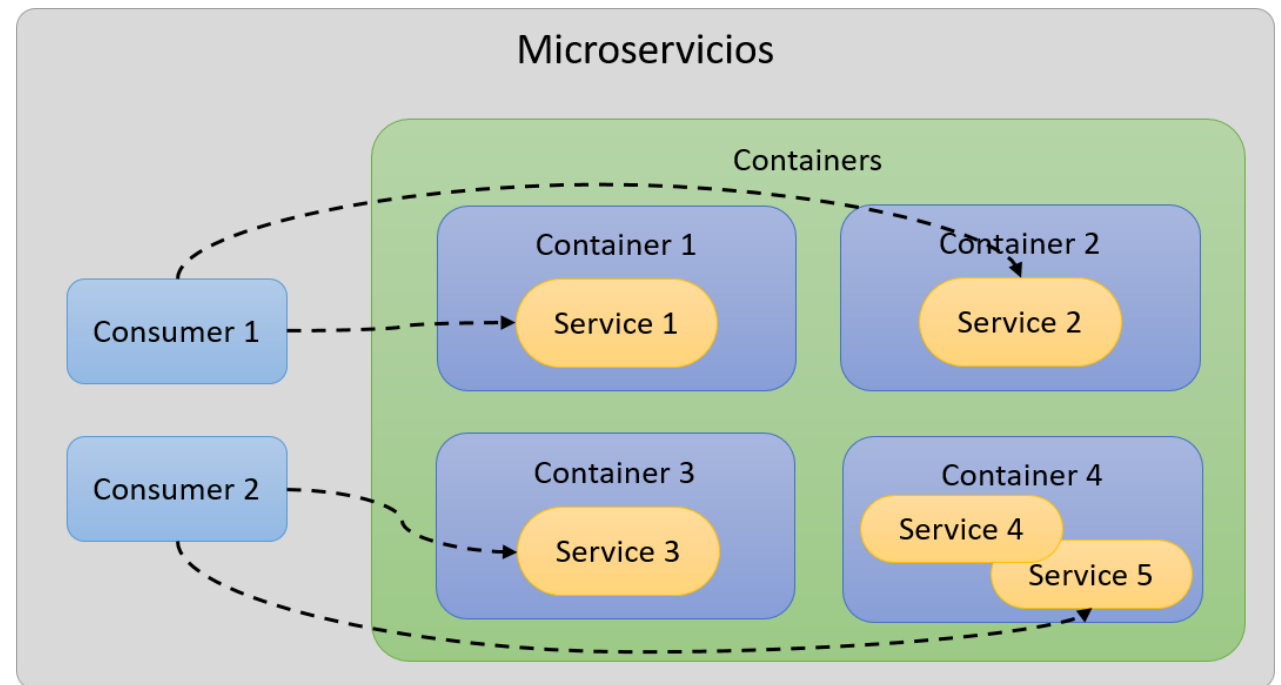 Microservicios
Containers
Container 1
Container 2
Service 1
Service 2
Consumer 1
Consumer 2
Container 3
Container 4
Service 3
Service 4
Service 5